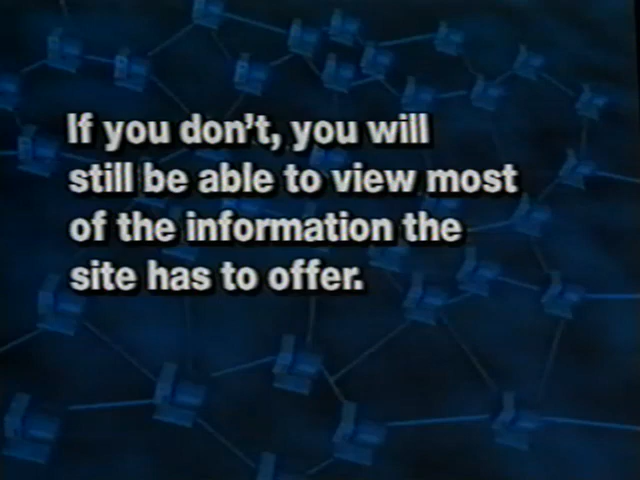 If you don't, you will
still be able to view most
of the information the
site has to offer.